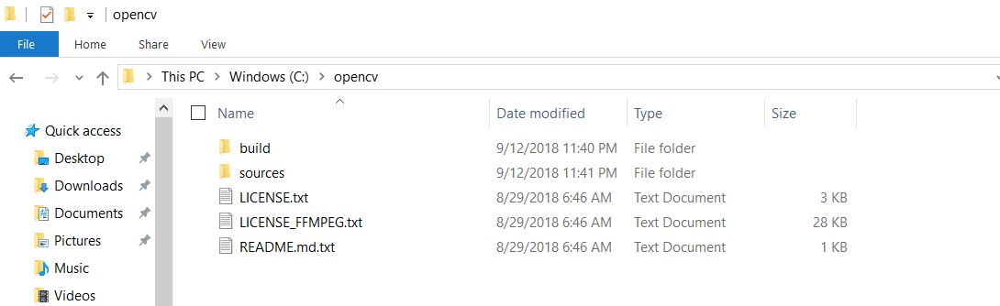 opencv
File Home Share View
This PC Windows (C:) opencv
Name Date modified Type Size
Quick access
build 9/12/2018 11:40 PM File folder
Desktop
sources 9/12/2018 11:41 PM File folder
Downloads
LICENSE.txt 8/29/2018 6:46 AM Text Document 3 KB
Documents
LICENSE_FFMPEG.txt 8/29/2018 6:46 AM Text Document 28 KB
Pictures
README.md.txt 8/29/2018 6:46 AM Text Document 1 KB
Music
Videos